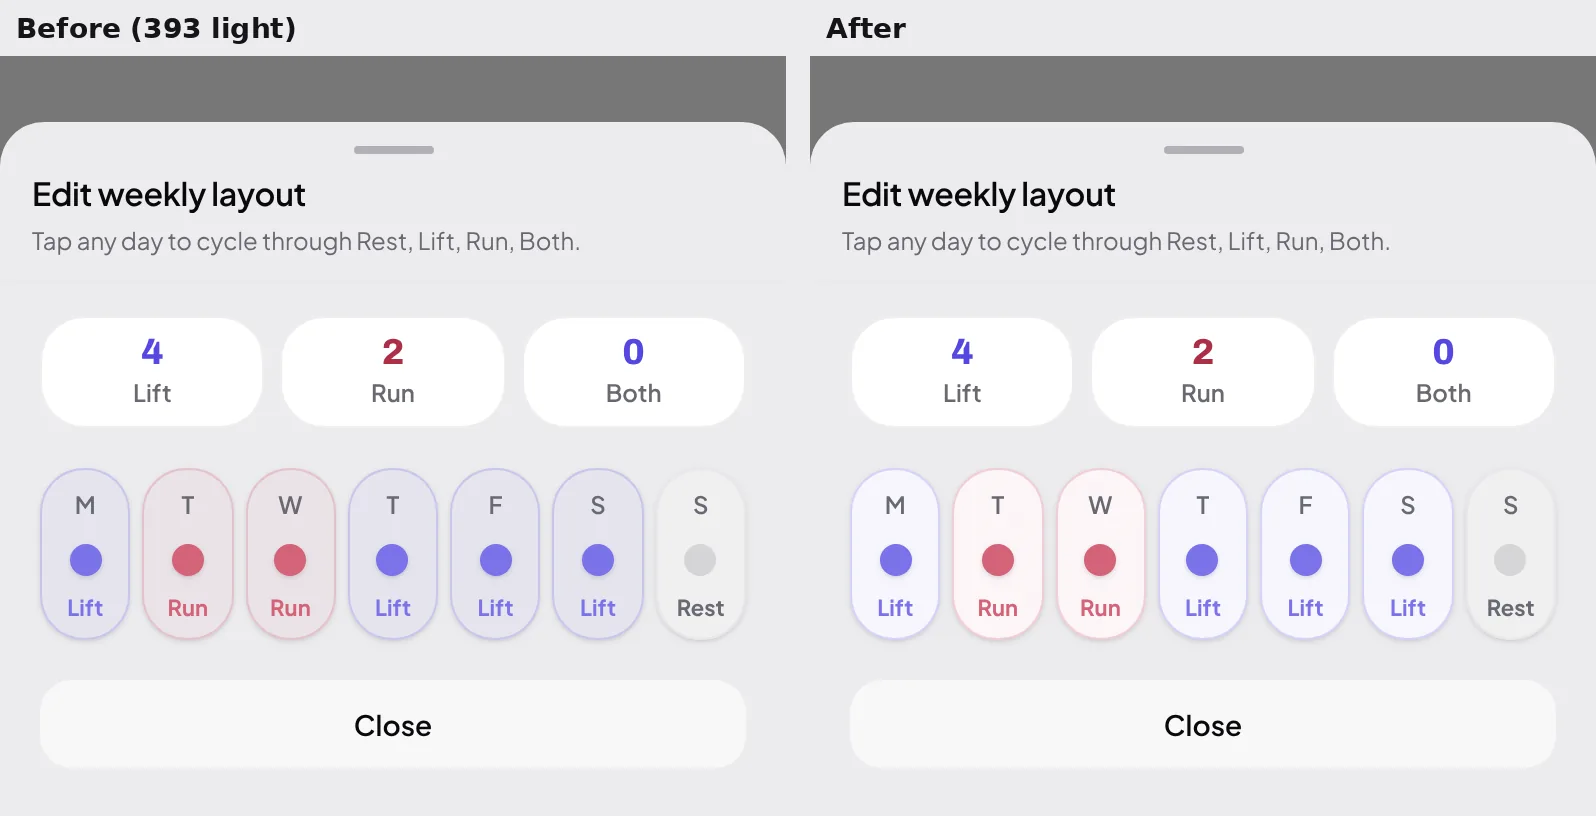 Before (393 light)
Edit weekly layout
Tap any day to cycle through Rest, Lift, Run, Both.
4 2 0
Lift Run Both
M T W T F S S
Lift Run Run Lift Lift Lift Rest
Close
After
Edit weekly layout
Tap any day to cycle through Rest, Lift, Run, Both.
4 2 0
Lift Run Both
M T W T F S S
Lift Run Run Lift Lift Lift Rest
Close